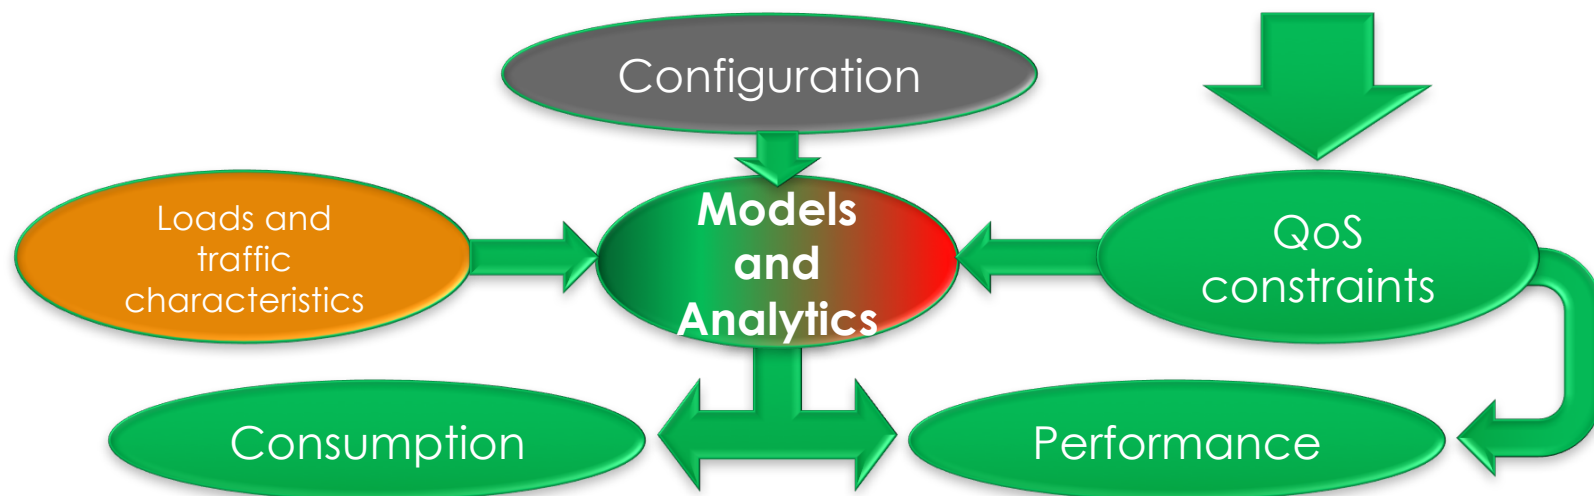 Configuration
Loads and
traffic
characteristics
Models
and
Analytics
QoS
constraints
Consumption
Performance